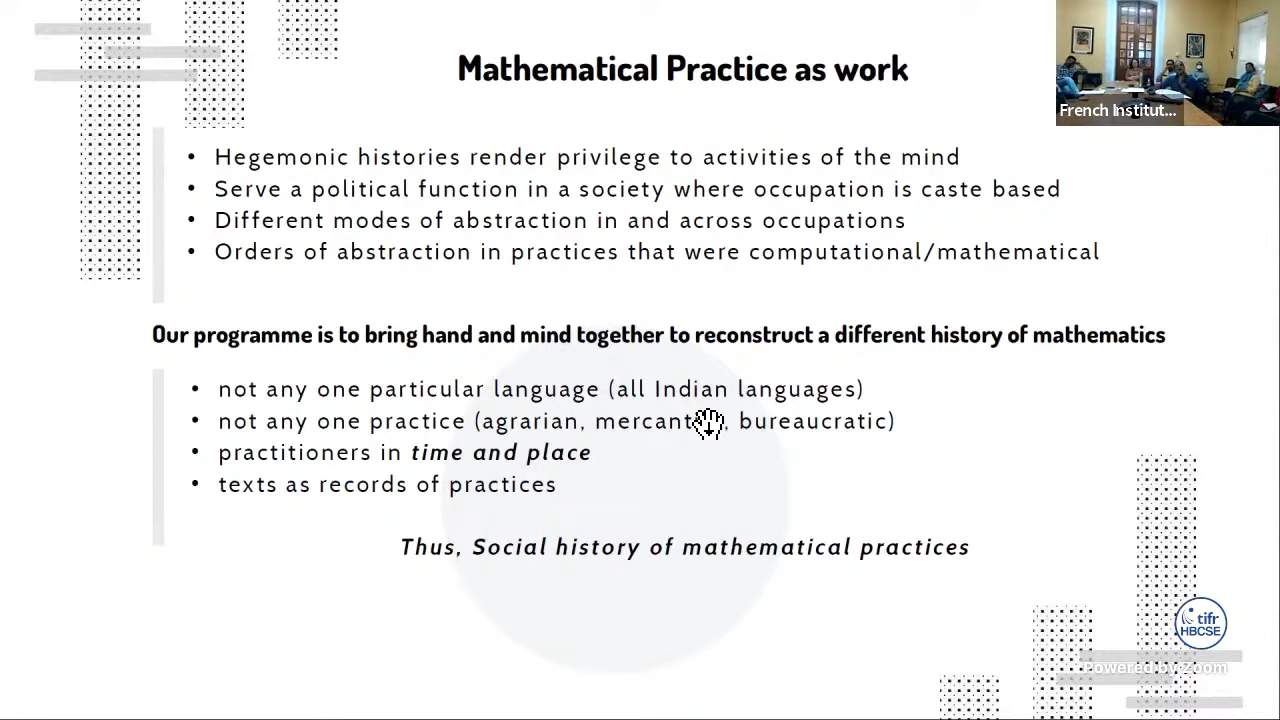 Mathematical Practice as work
French Institut...
• Hegemonic histories render privilege to activities of the mind
• Serve a political function in a society where occupation is caste based
• Different modes of abstraction in and across occupations
• Orders of abstraction in practices that were computational/mathematical
Our programme is to bring hand and mind together to reconstruct a different history of mathematics
• not any one particular language (all Indian languages)
• not any one practice (agrarian, bureaucratic)
• practitioners in time and place
• texts as records of practices
Thus, Social history of mathematical practices
tifr
HBCSE
Powered by Zoom